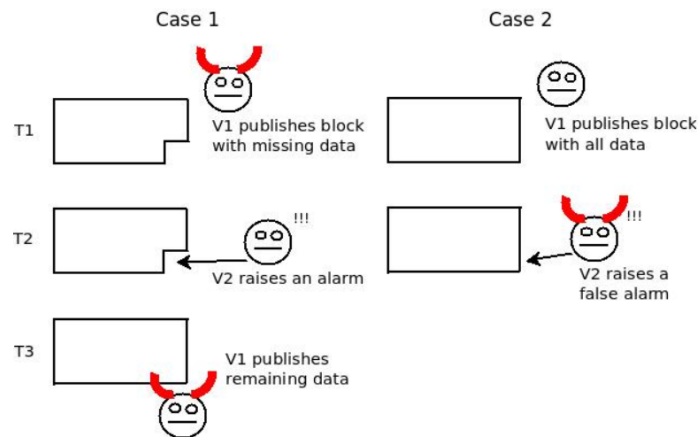 Case 1
Case 2
T1
V1 publishes block
with missing data
V1 publishes block
with all data
T2
!!!
V2 raises an alarm
!!!
V2 raises a
false alarm
T3
V1 publishes
remaining data